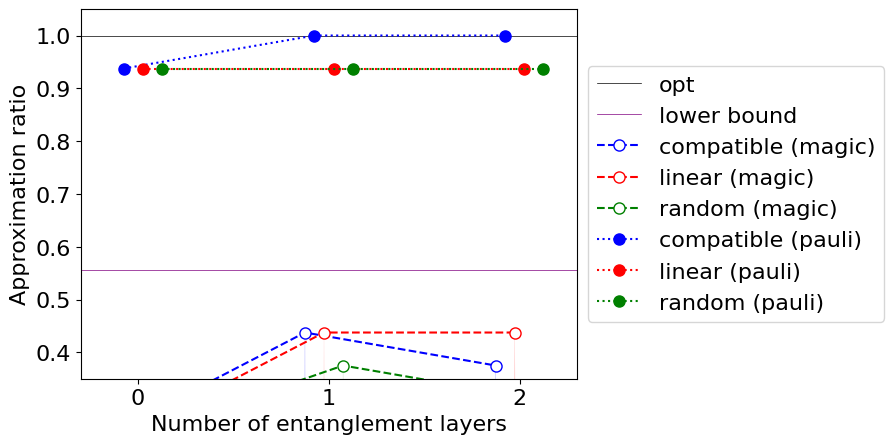 1.0
0.9
0.8
0.7
0.6
0.5
0.4
Approximation ratio
0 1 2
Number of entanglement layers
opt
lower bound
compatible (magic)
linear (magic)
random (magic)
compatible (pauli)
linear (pauli)
random (pauli)